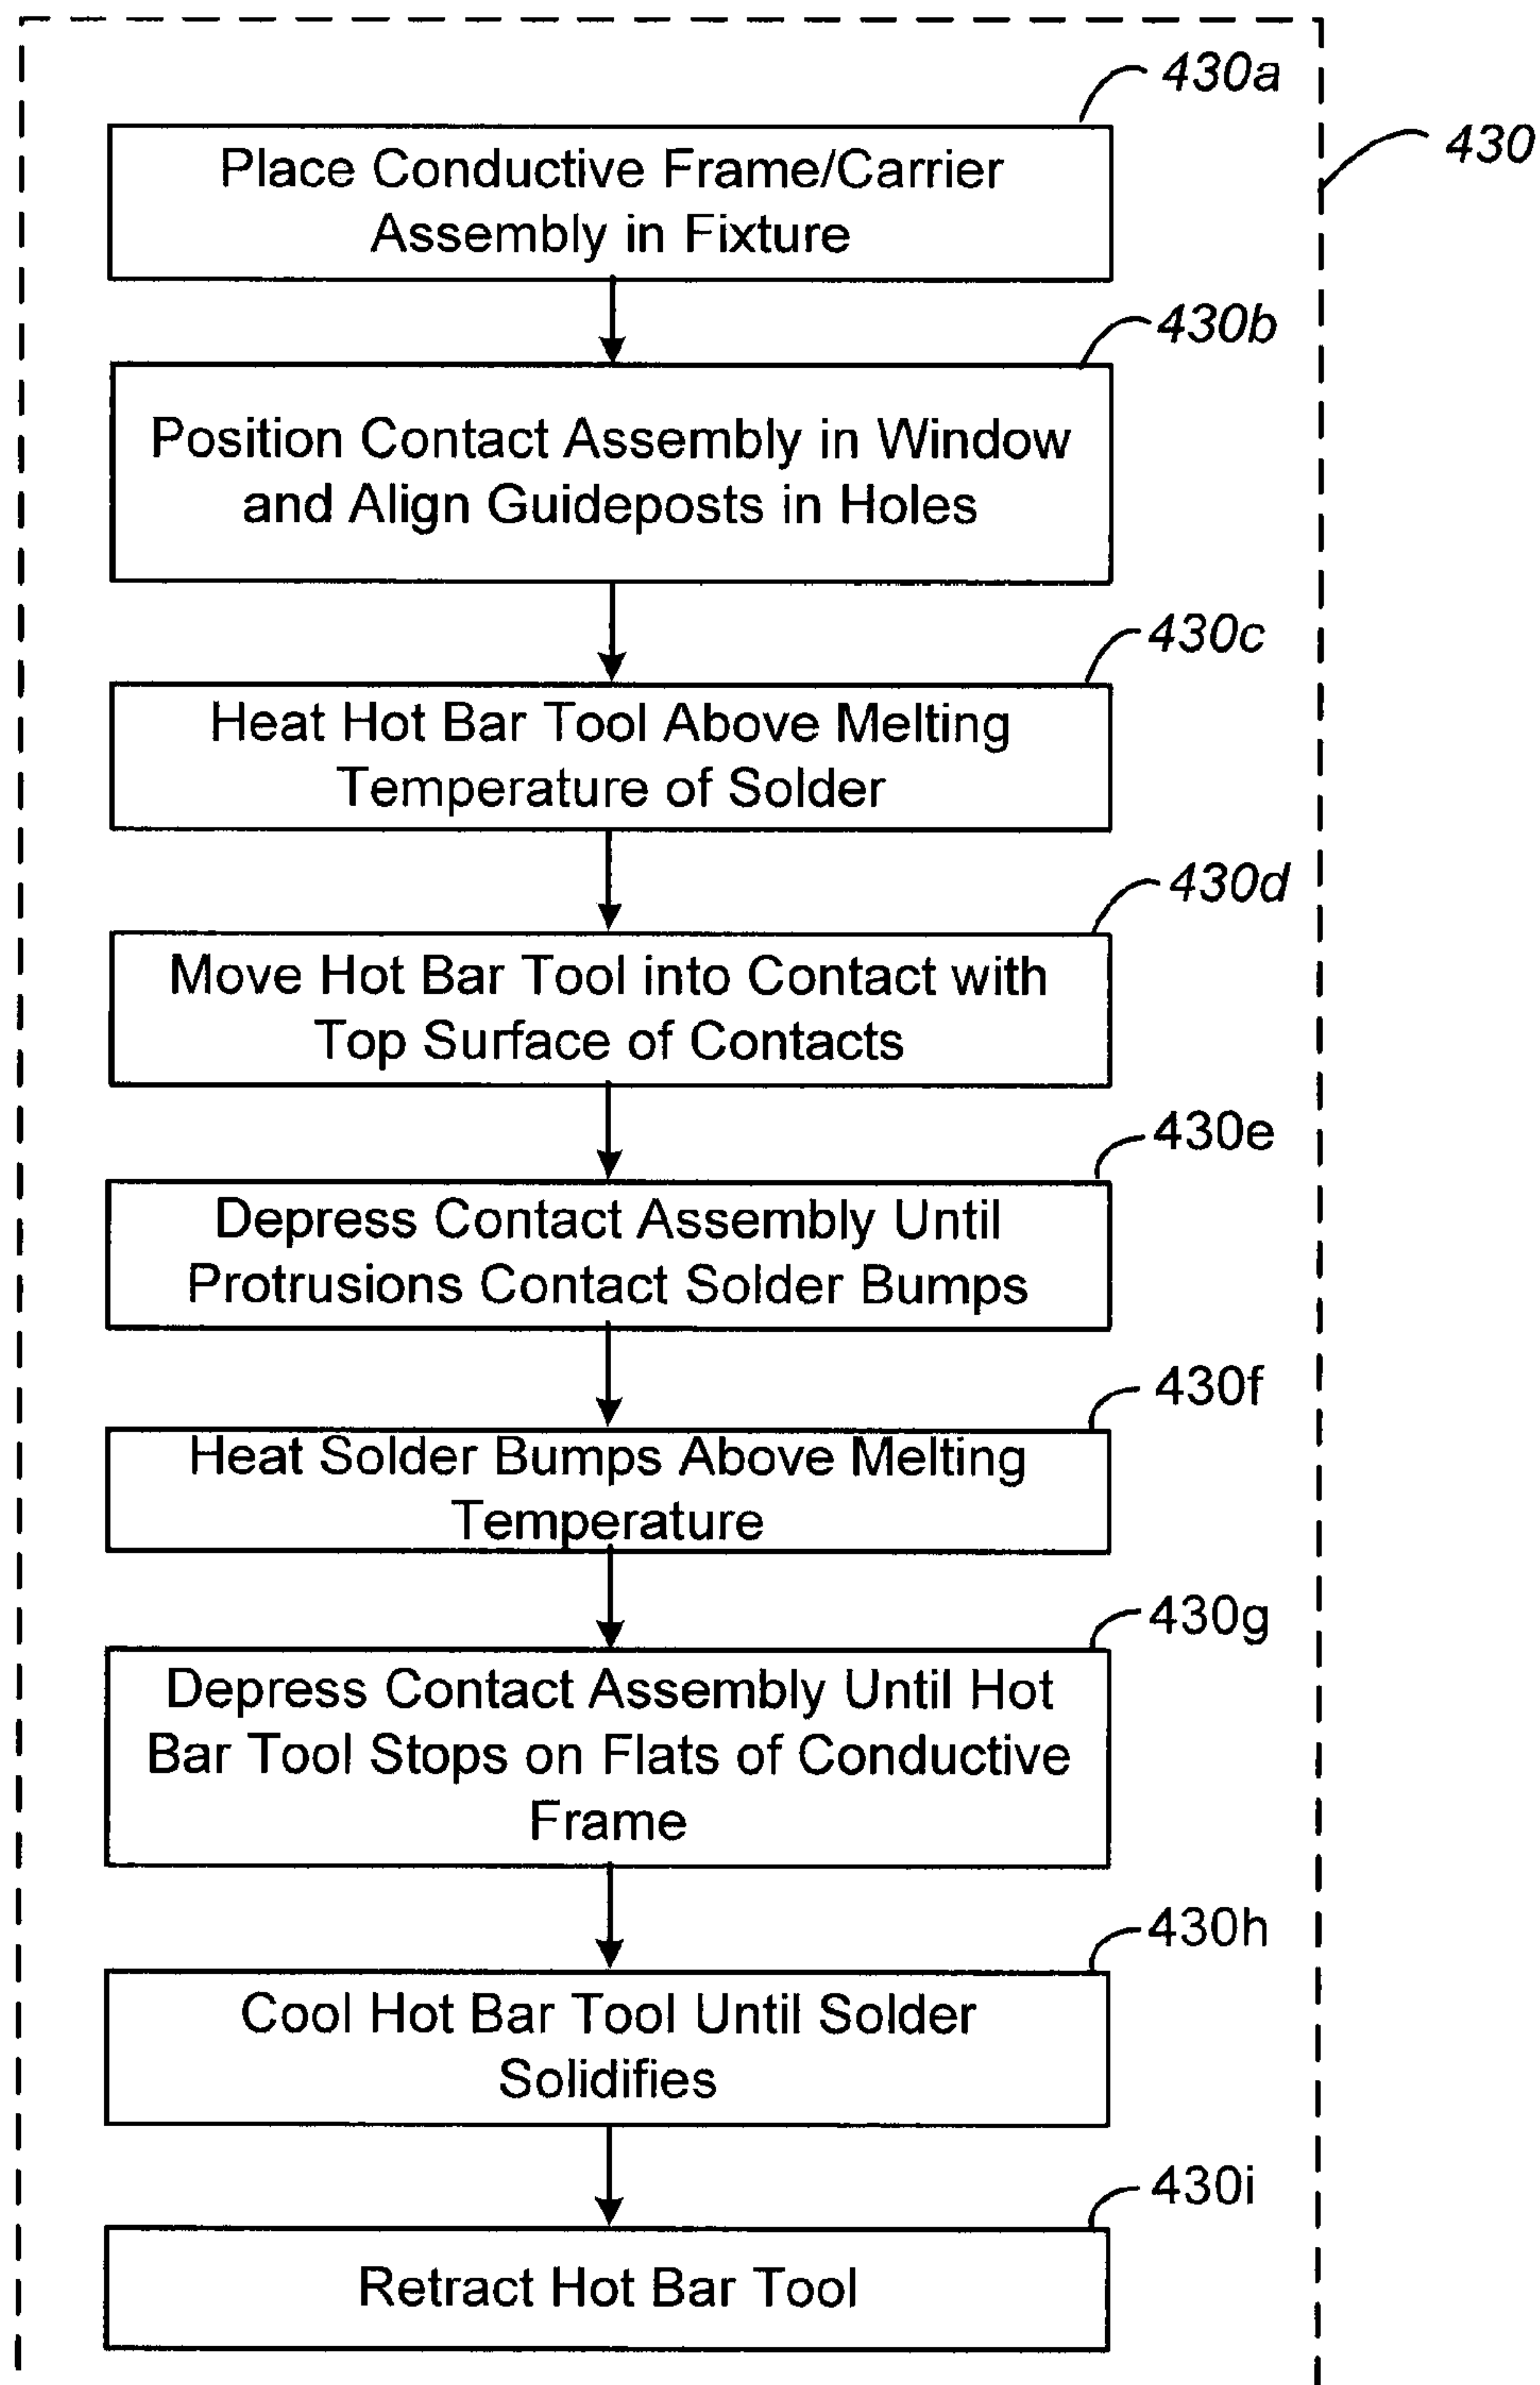 430a
430
Place Conductive Frame/Carrier
Assembly in Fixture
430b
Position Contact Assembly in Window
and Align Guideposts in Holes
430c
Heat Hot Bar Tool Above Melting
Temperature of Solder
430d
Move Hot Bar Tool into Contact with
Top Surface of Contacts
430e
Depress Contact Assembly Until
Protrusions Contact Solder Bumps
430f
Heat Solder Bumps Above Melting
Temperature
430g
Depress Contact Assembly Until Hot
Bar Tool Stops on Flats of Conductive
Frame
430h
Cool Hot Bar Tool Until Solder
Solidifies
430i
Retract Hot Bar Tool